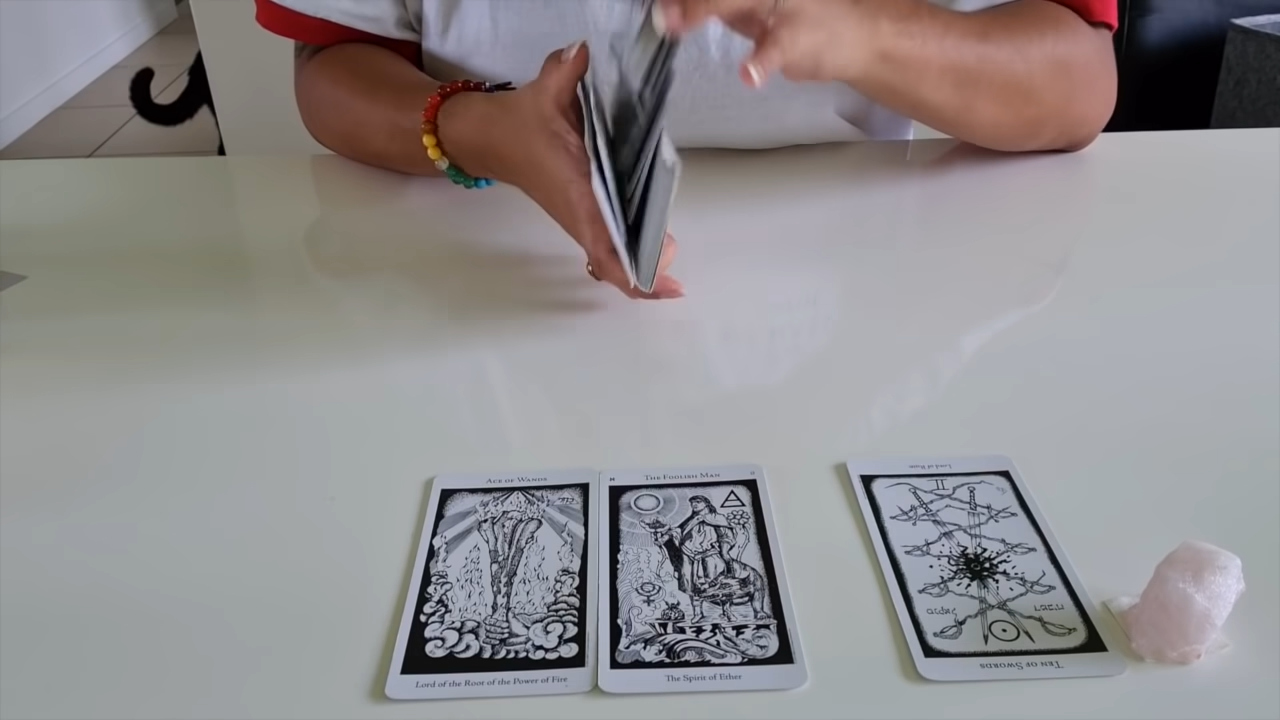 Ace of Wands
Lord of the Root of the Power of Fire
The Foolish Man
The Spirit of Ether
Ten of Swords